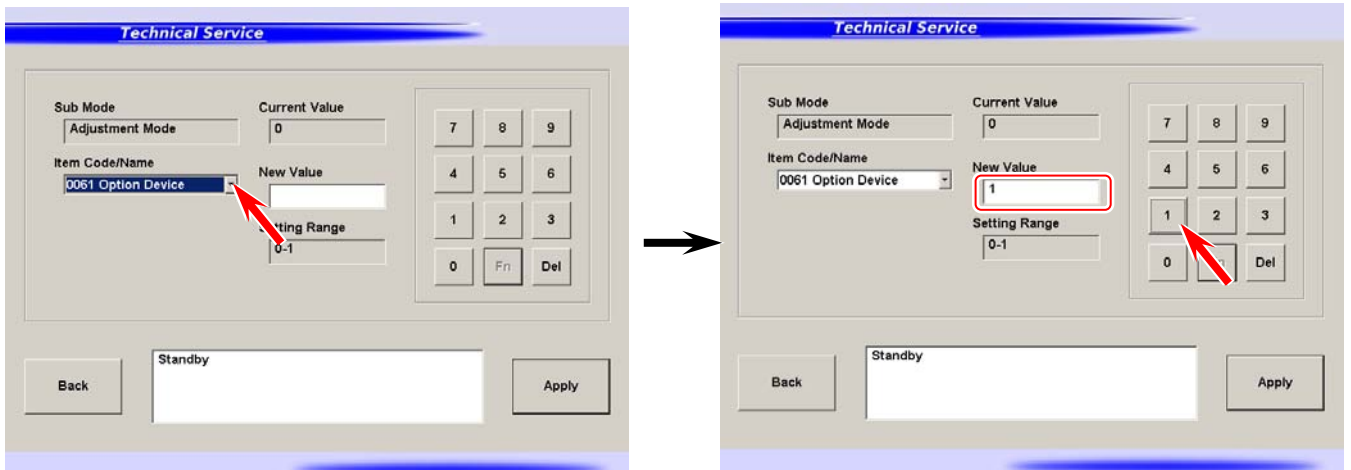 Technical Service
Sub Mode
Current Value
Adjustment Mode
0
7 8 9
Item Code/Name
New Value
0061 Option Device
4 5 6
Setting Range
1 2 3
0-1
0 Fn Del
Standby
Back
Apply
Technical Service
Sub Mode
Current Value
Adjustment Mode
0
7 8 9
Item Code/Name
New Value
0061 Option Device
1
4 5 6
Setting Range
1 2 3
0-1
0 Del
Standby
Back
Apply